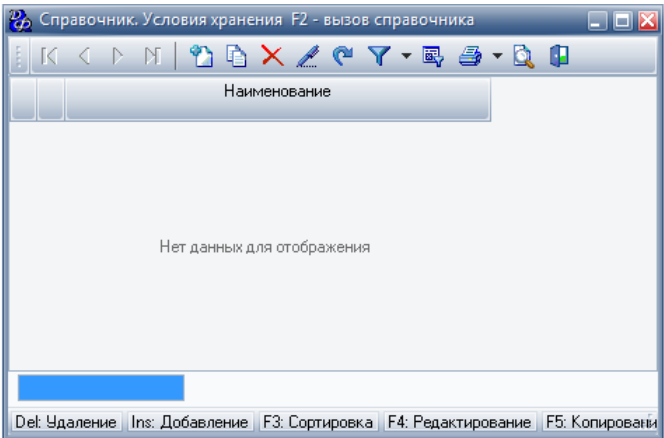 Справочник. Условия хранения F2 - вызов справочника
Наименование
Нет данных для отображения
Del: Удаление Ins: Добавление F3: Сортировка F4: Редактирование F5: Копировани